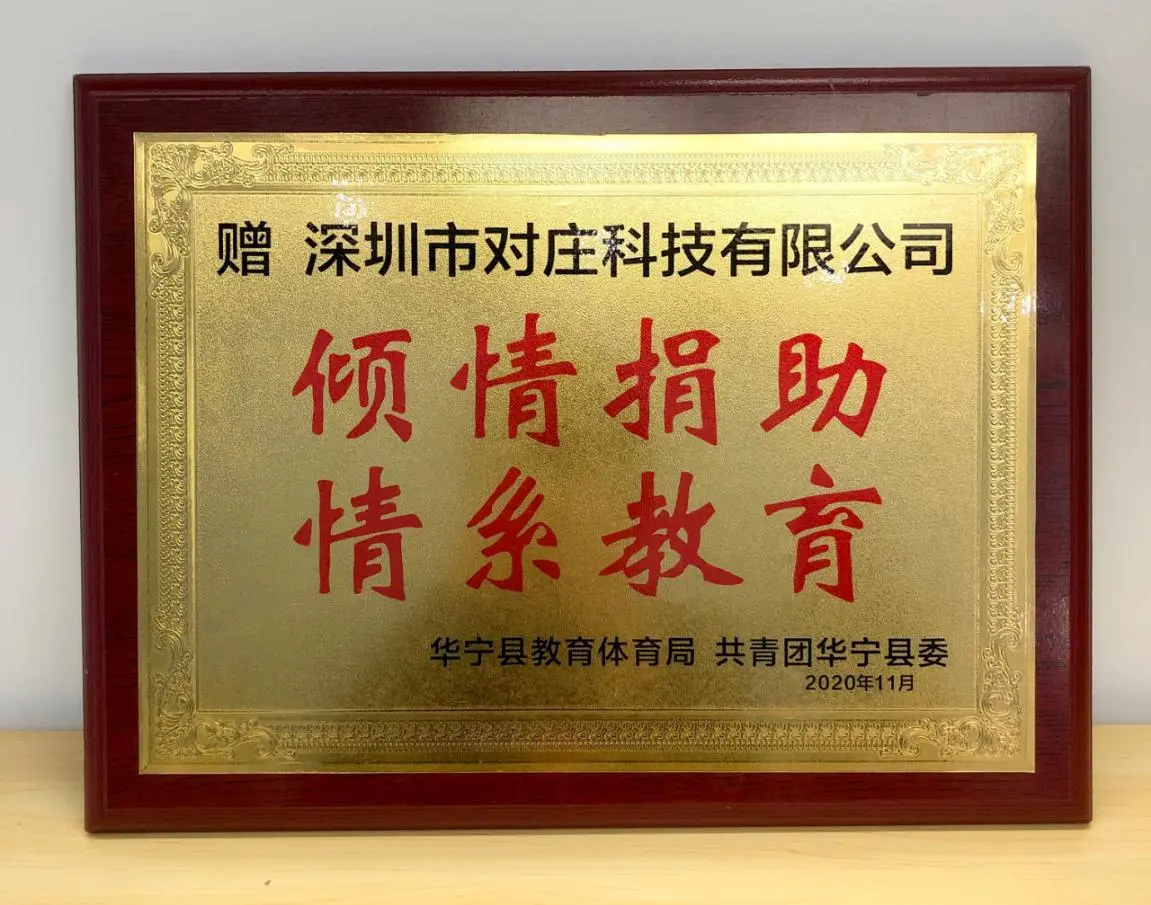 赠 深圳市对庄科技有限公司
倾情捐助
情系教育
华宁县教育体育局 共青团华宁县委
2020年11月